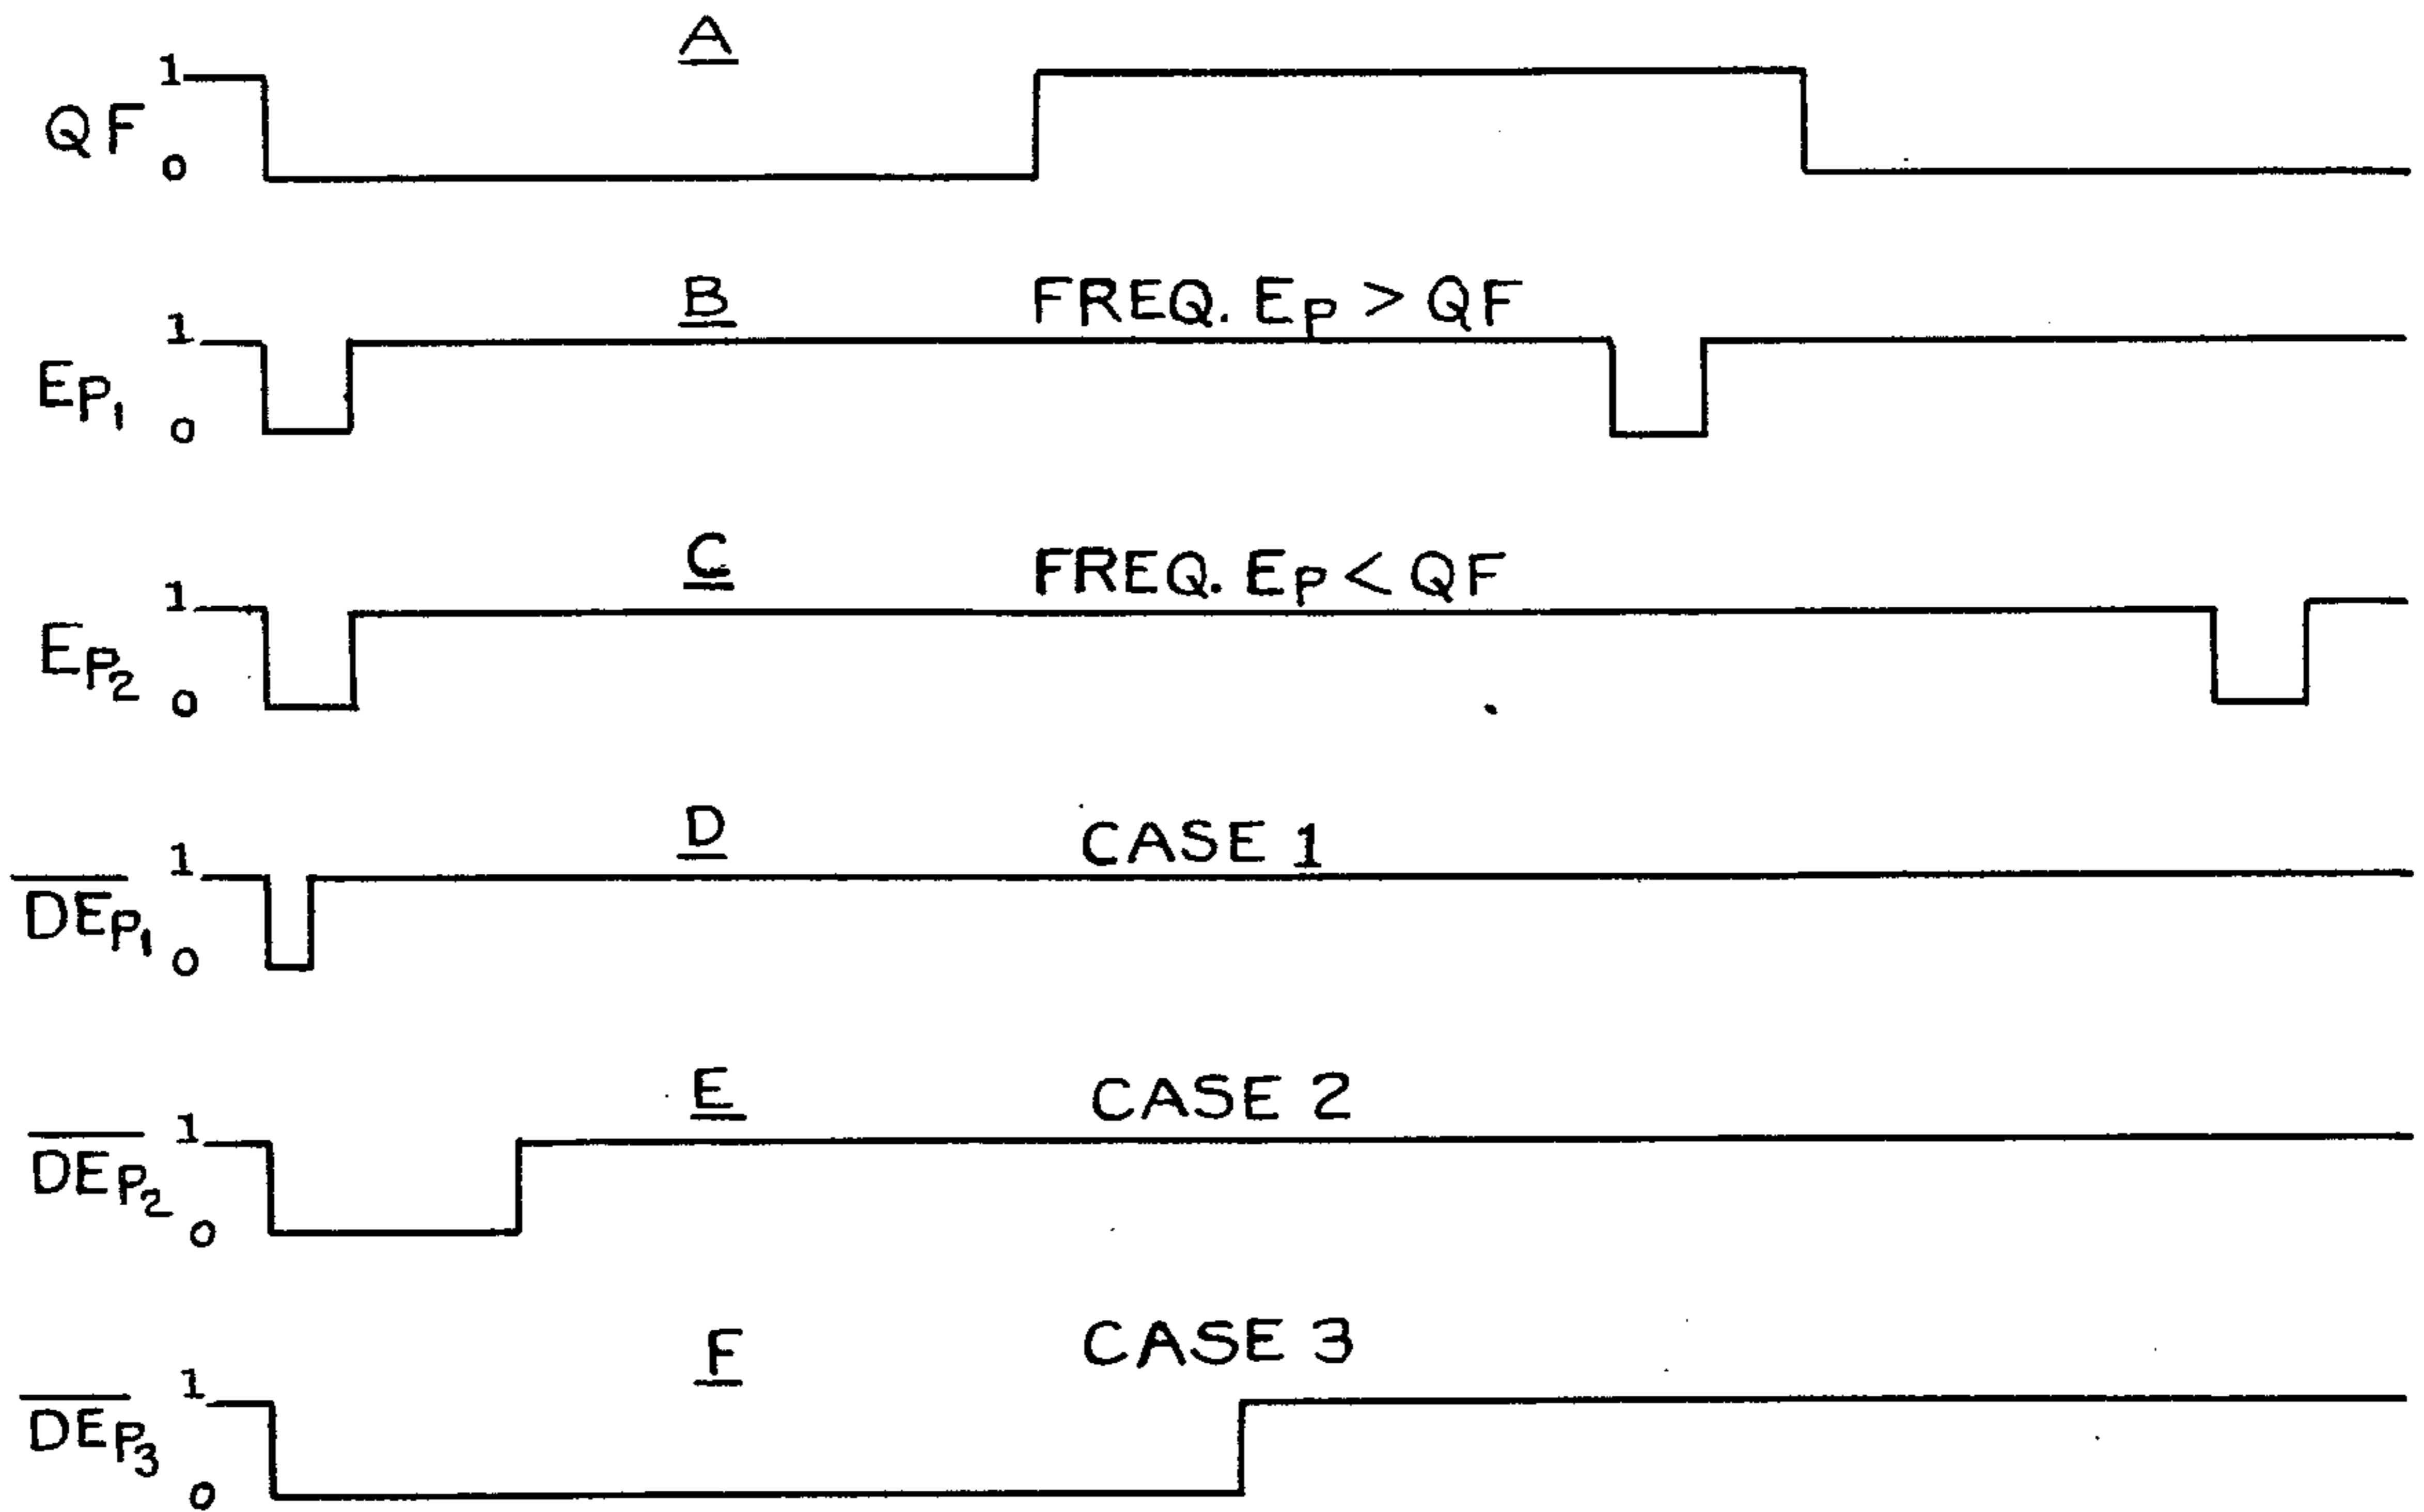 A
1
QF
0
B
FREQ. EP > QF
1
EP1
0
C
FREQ. EP < QF
1
EP2
0
D
CASE 1
1
DEP1
0
E
CASE 2
1
DEP2
0
F
CASE 3
1
DEP3
0